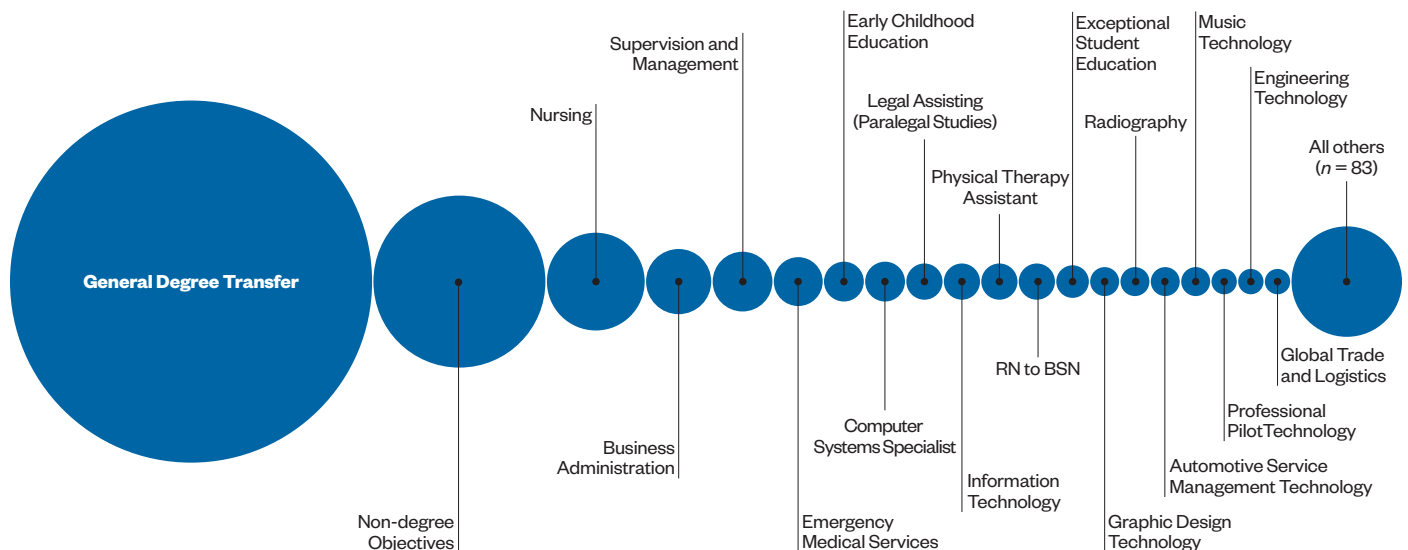 General Degree Transfer
Non-degree
Objectives
Nursing
Business
Administration
Supervision and
Management
Emergency
Medical Services
Early Childhood
Education
Computer
Systems Specialist
Legal Assisting
(Paralegal Studies)
Information
Technology
Physical Therapy
Assistant
RN to BSN
Exceptional
Student
Education
Graphic Design
Technology
Radiography
Automotive Service
Management Technology
Music
Technology
Professional
Pilot Technology
Engineering
Technology
Global Trade
and Logistics
All others
(n = 83)